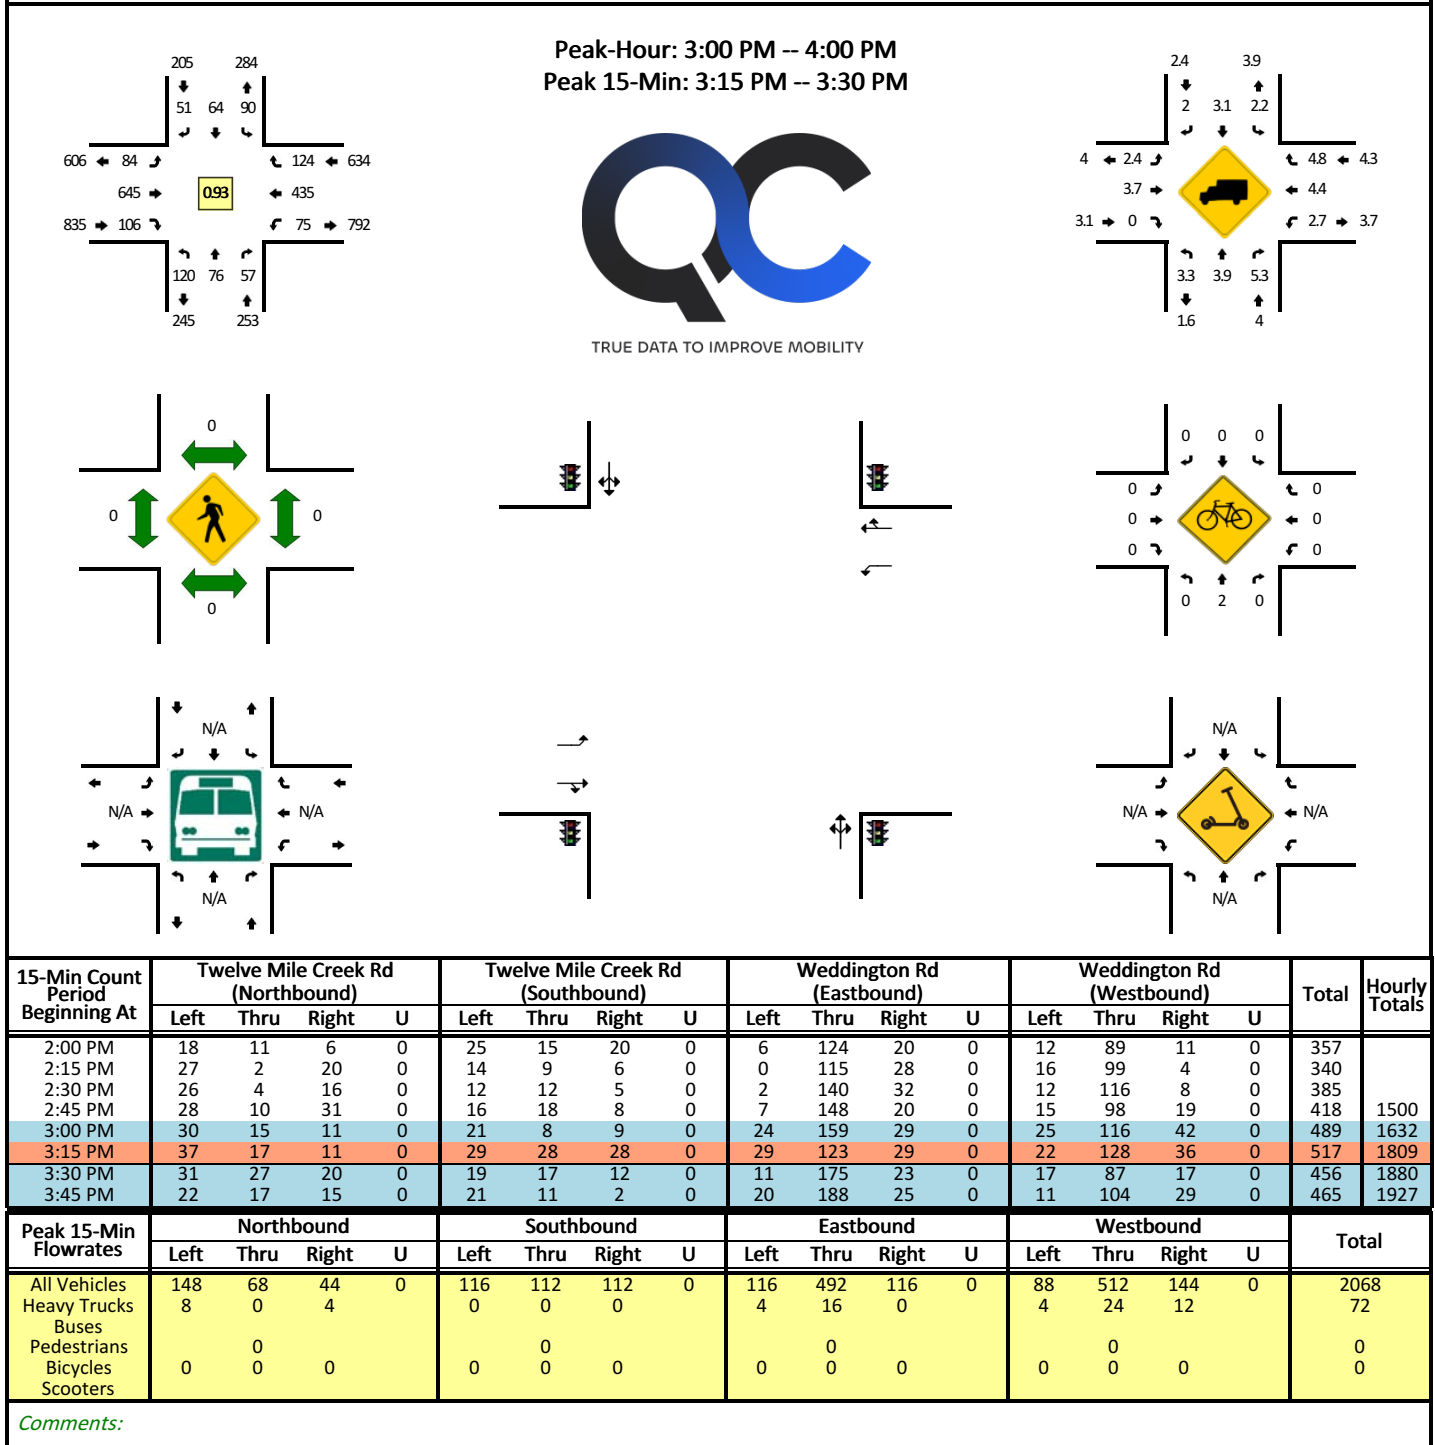 Peak-Hour: 3:00 PM -- 4:00 PM
Peak 15-Min: 3:15 PM -- 3:30 PM
205 284
51 64 90
606 84 124 634
645 0.93 435
835 106 75 792
120 76 57
245 253
TRUE DATA TO IMPROVE MOBILITY
2.4 3.9
2 3.1 2.2
4 2.4 4.8 4.3
3.7 4.4
3.1 0 2.7 3.7
3.3 3.9 5.3
1.6 4
0
0 0
0
0 0 0
0 0
0 0
0 0
0 2 0
N/A
N/A N/A
N/A
N/A
N/A N/A
N/A
15-Min Count Period Beginning At Twelve Mile Creek Rd (Northbound) Twelve Mile Creek Rd (Southbound) Weddington Rd (Eastbound) Weddington Rd (Westbound) Total Hourly Totals
Left Thru Right U Left Thru Right U Left Thru Right U Left Thru Right U
2:00 PM 18 11 6 0 25 15 20 0 6 124 20 0 12 89 11 0 357
2:15 PM 27 2 20 0 14 9 6 0 0 115 28 0 16 99 4 0 340
2:30 PM 26 4 16 0 12 12 5 0 2 140 32 0 12 116 8 0 385
2:45 PM 28 10 31 0 16 18 8 0 7 148 20 0 15 98 19 0 418 1500
3:00 PM 30 15 11 0 21 8 9 0 24 159 29 0 25 116 42 0 489 1632
3:15 PM 37 17 11 0 29 28 28 0 29 123 29 0 22 128 36 0 517 1809
3:30 PM 31 27 20 0 19 17 12 0 11 175 23 0 17 87 17 0 456 1880
3:45 PM 22 17 15 0 21 11 2 0 20 188 25 0 11 104 29 0 465 1927
Peak 15-Min Flowrates Northbound Southbound Eastbound Westbound Total
Left Thru Right U Left Thru Right U Left Thru Right U Left Thru Right U
All Vehicles 148 68 44 0 116 112 112 0 116 492 116 0 88 512 144 0 2068
Heavy Trucks 8 0 4 0 0 0 4 16 0 4 24 12 72
Buses
Pedestrians 0 0 0 0 0
Bicycles 0 0 0 0 0 0 0 0 0 0 0 0 0
Scooters
Comments: